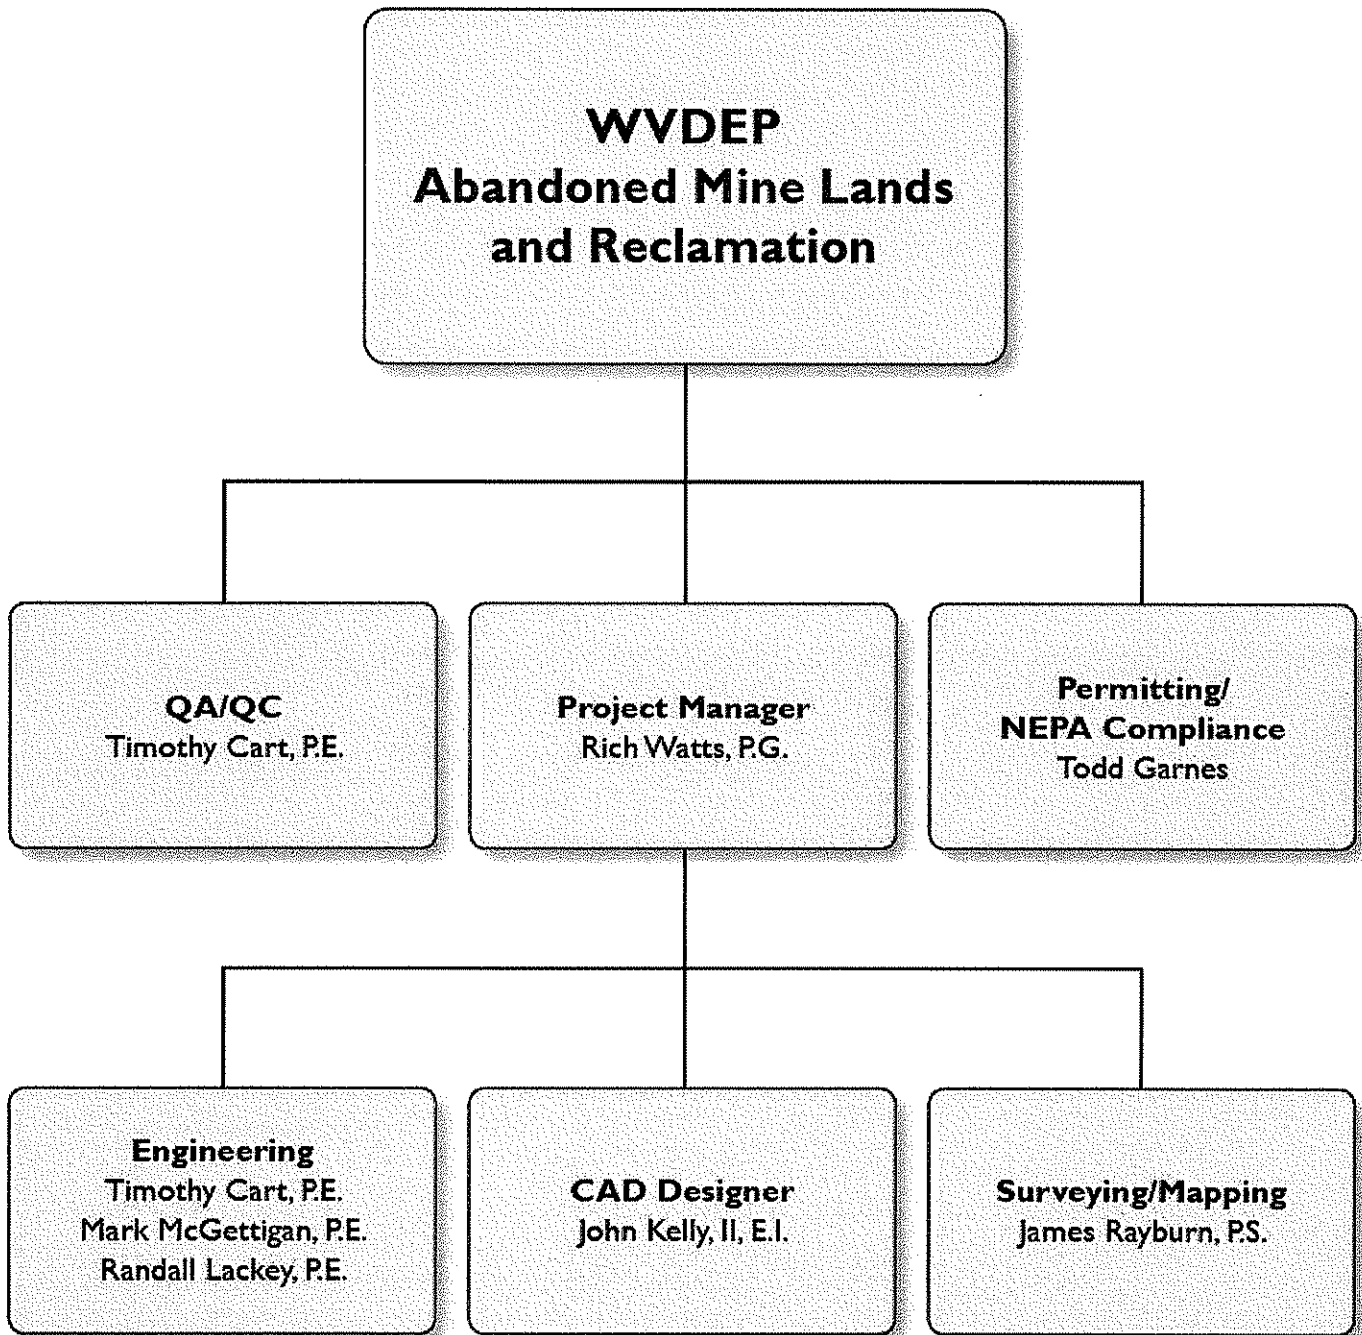 WVDEP
Abandoned Mine Lands
and Reclamation
QA/QC
Timothy Cart, P.E.
Project Manager
Rich Watts, P.G.
Permitting/
NEPA Compliance
Todd Garnes
Engineering
Timothy Cart, P.E.
Mark McGettigan, P.E.
Randall Lackey, P.E.
CAD Designer
John Kelly, II, E.I.
Surveying/Mapping
James Rayburn, P.S.